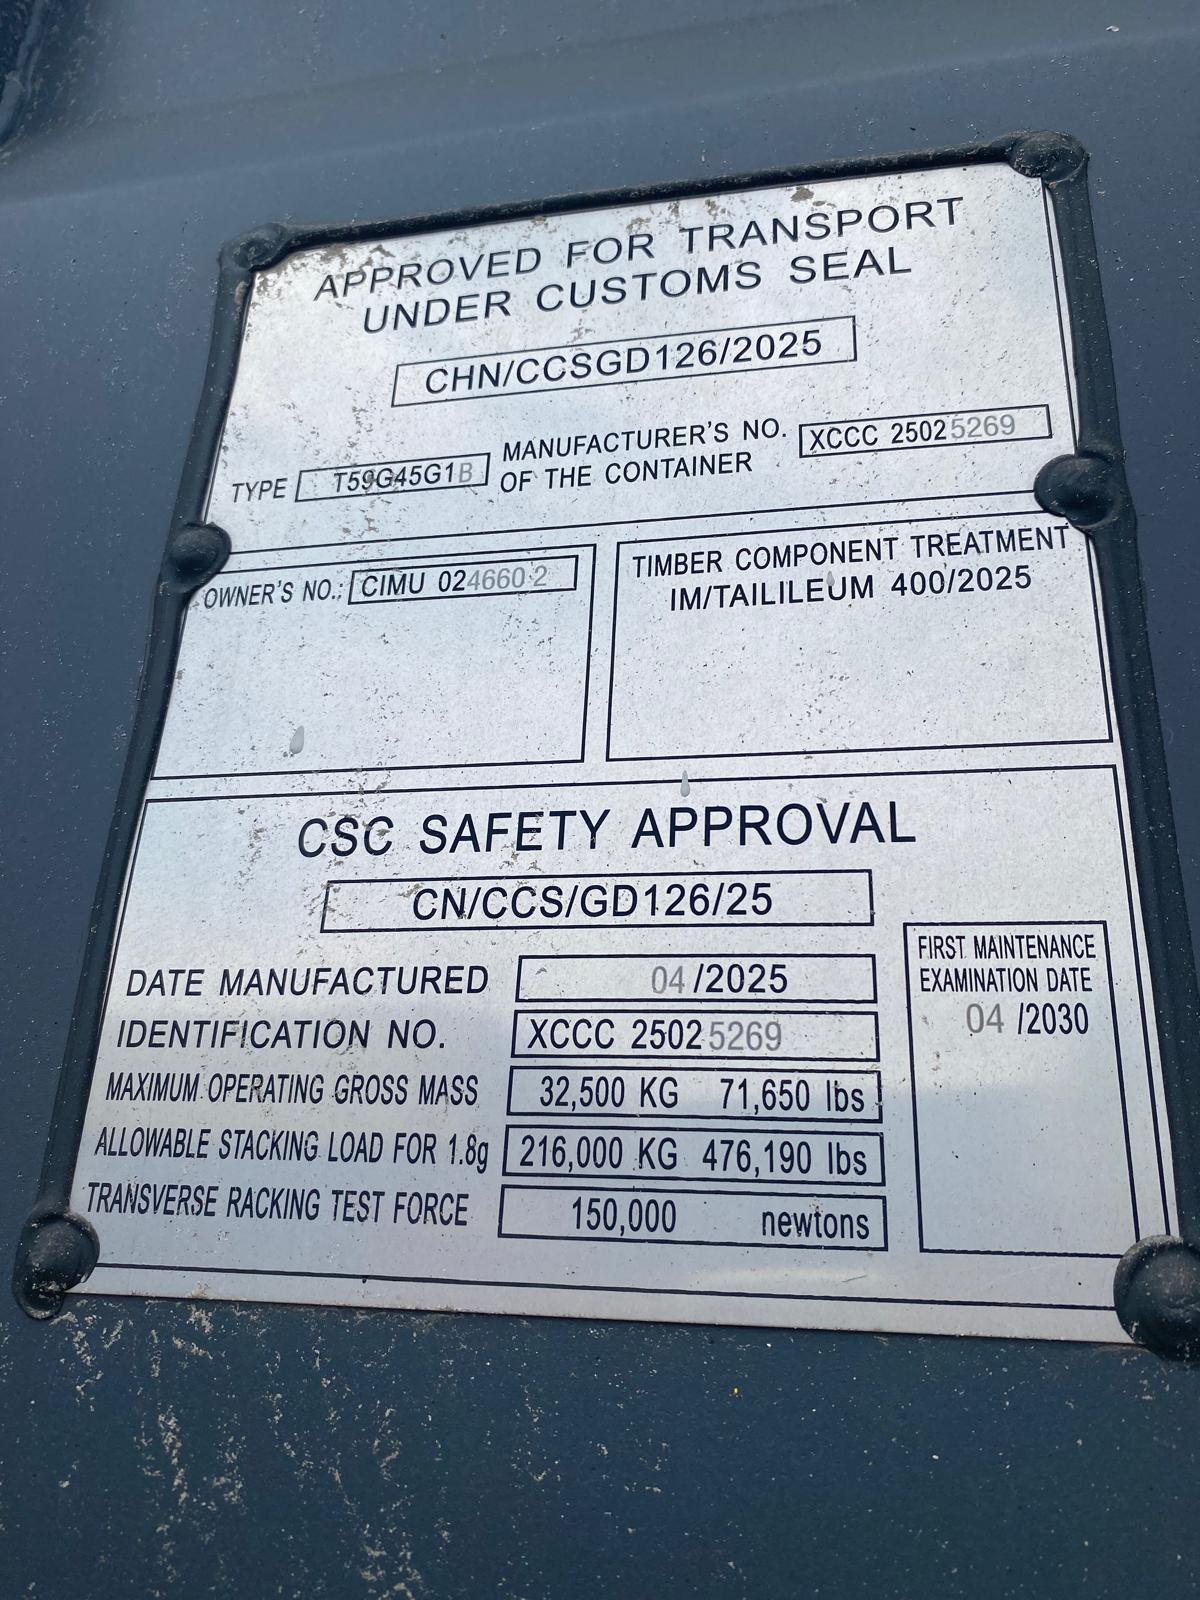 APPROVED FOR TRANSPORT
UNDER CUSTOMS SEAL
CHN/CCSGD126/2025
TYPE T59G45G1B MANUFACTURER'S NO. OF THE CONTAINER XCCC 25025269
OWNER'S NO.: CIMU 024660 2
TIMBER COMPONENT TREATMENT
IM/TAILILEUM 400/2025
CSC SAFETY APPROVAL
CN/CCS/GD126/25
DATE MANUFACTURED 04/2025
IDENTIFICATION NO. XCCC 25025269
MAXIMUM OPERATING GROSS MASS 32,500 KG 71,650 lbs
ALLOWABLE STACKING LOAD FOR 1.8g 216,000 KG 476,190 lbs
TRANSVERSE RACKING TEST FORCE 150,000 newtons
FIRST MAINTENANCE
EXAMINATION DATE
04 /2030